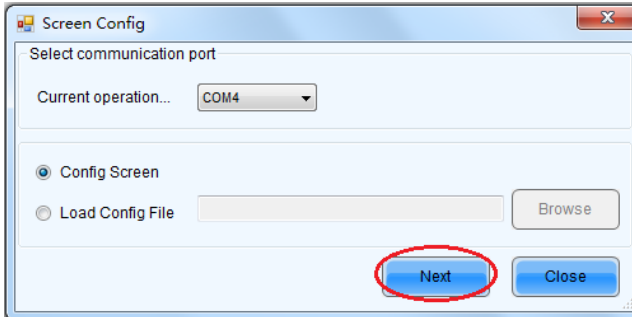 Screen Config
Select communication port
Current operation... COM4
Config Screen
Load Config File Browse
Next Close